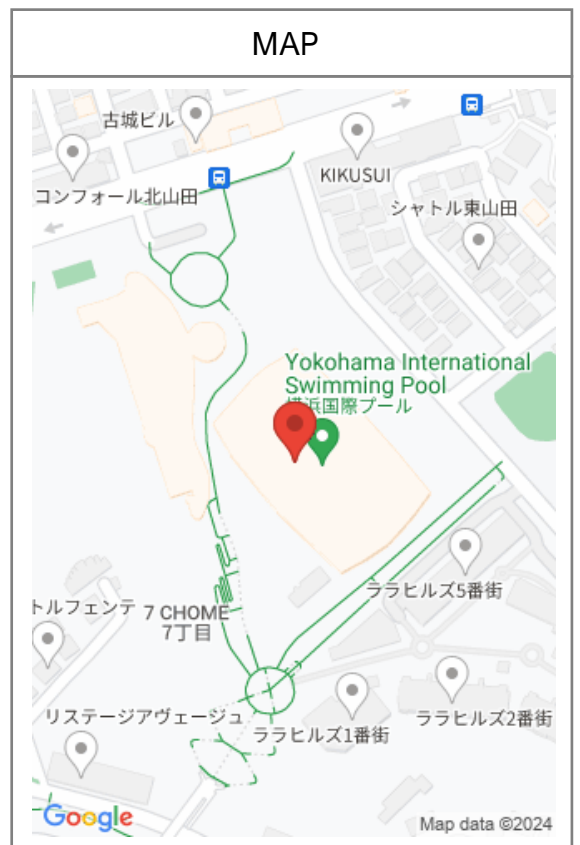 MAP
古城ビル
KIKUSUI
コンフォール北山田
シャトル東山田
Yokohama International
Swimming Pool
横浜国際プール
ララヒルズ5番街
トルフェンテ
7 CHOME
7丁目
リステージアヴェージュ
ララヒルズ1番街
ララヒルズ2番街
Google
Map data ©2024